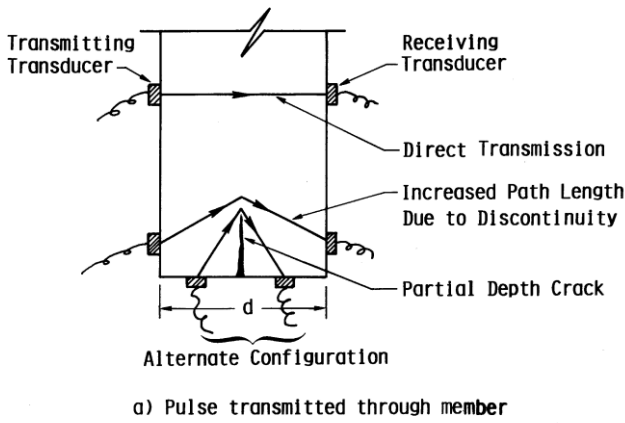 Transmitting
Transducer
Receiving
Transducer
Direct Transmission
Increased Path Length
Due to Discontinuity
Partial Depth Crack
d
Alternate Configuration
a) Pulse transmitted through member